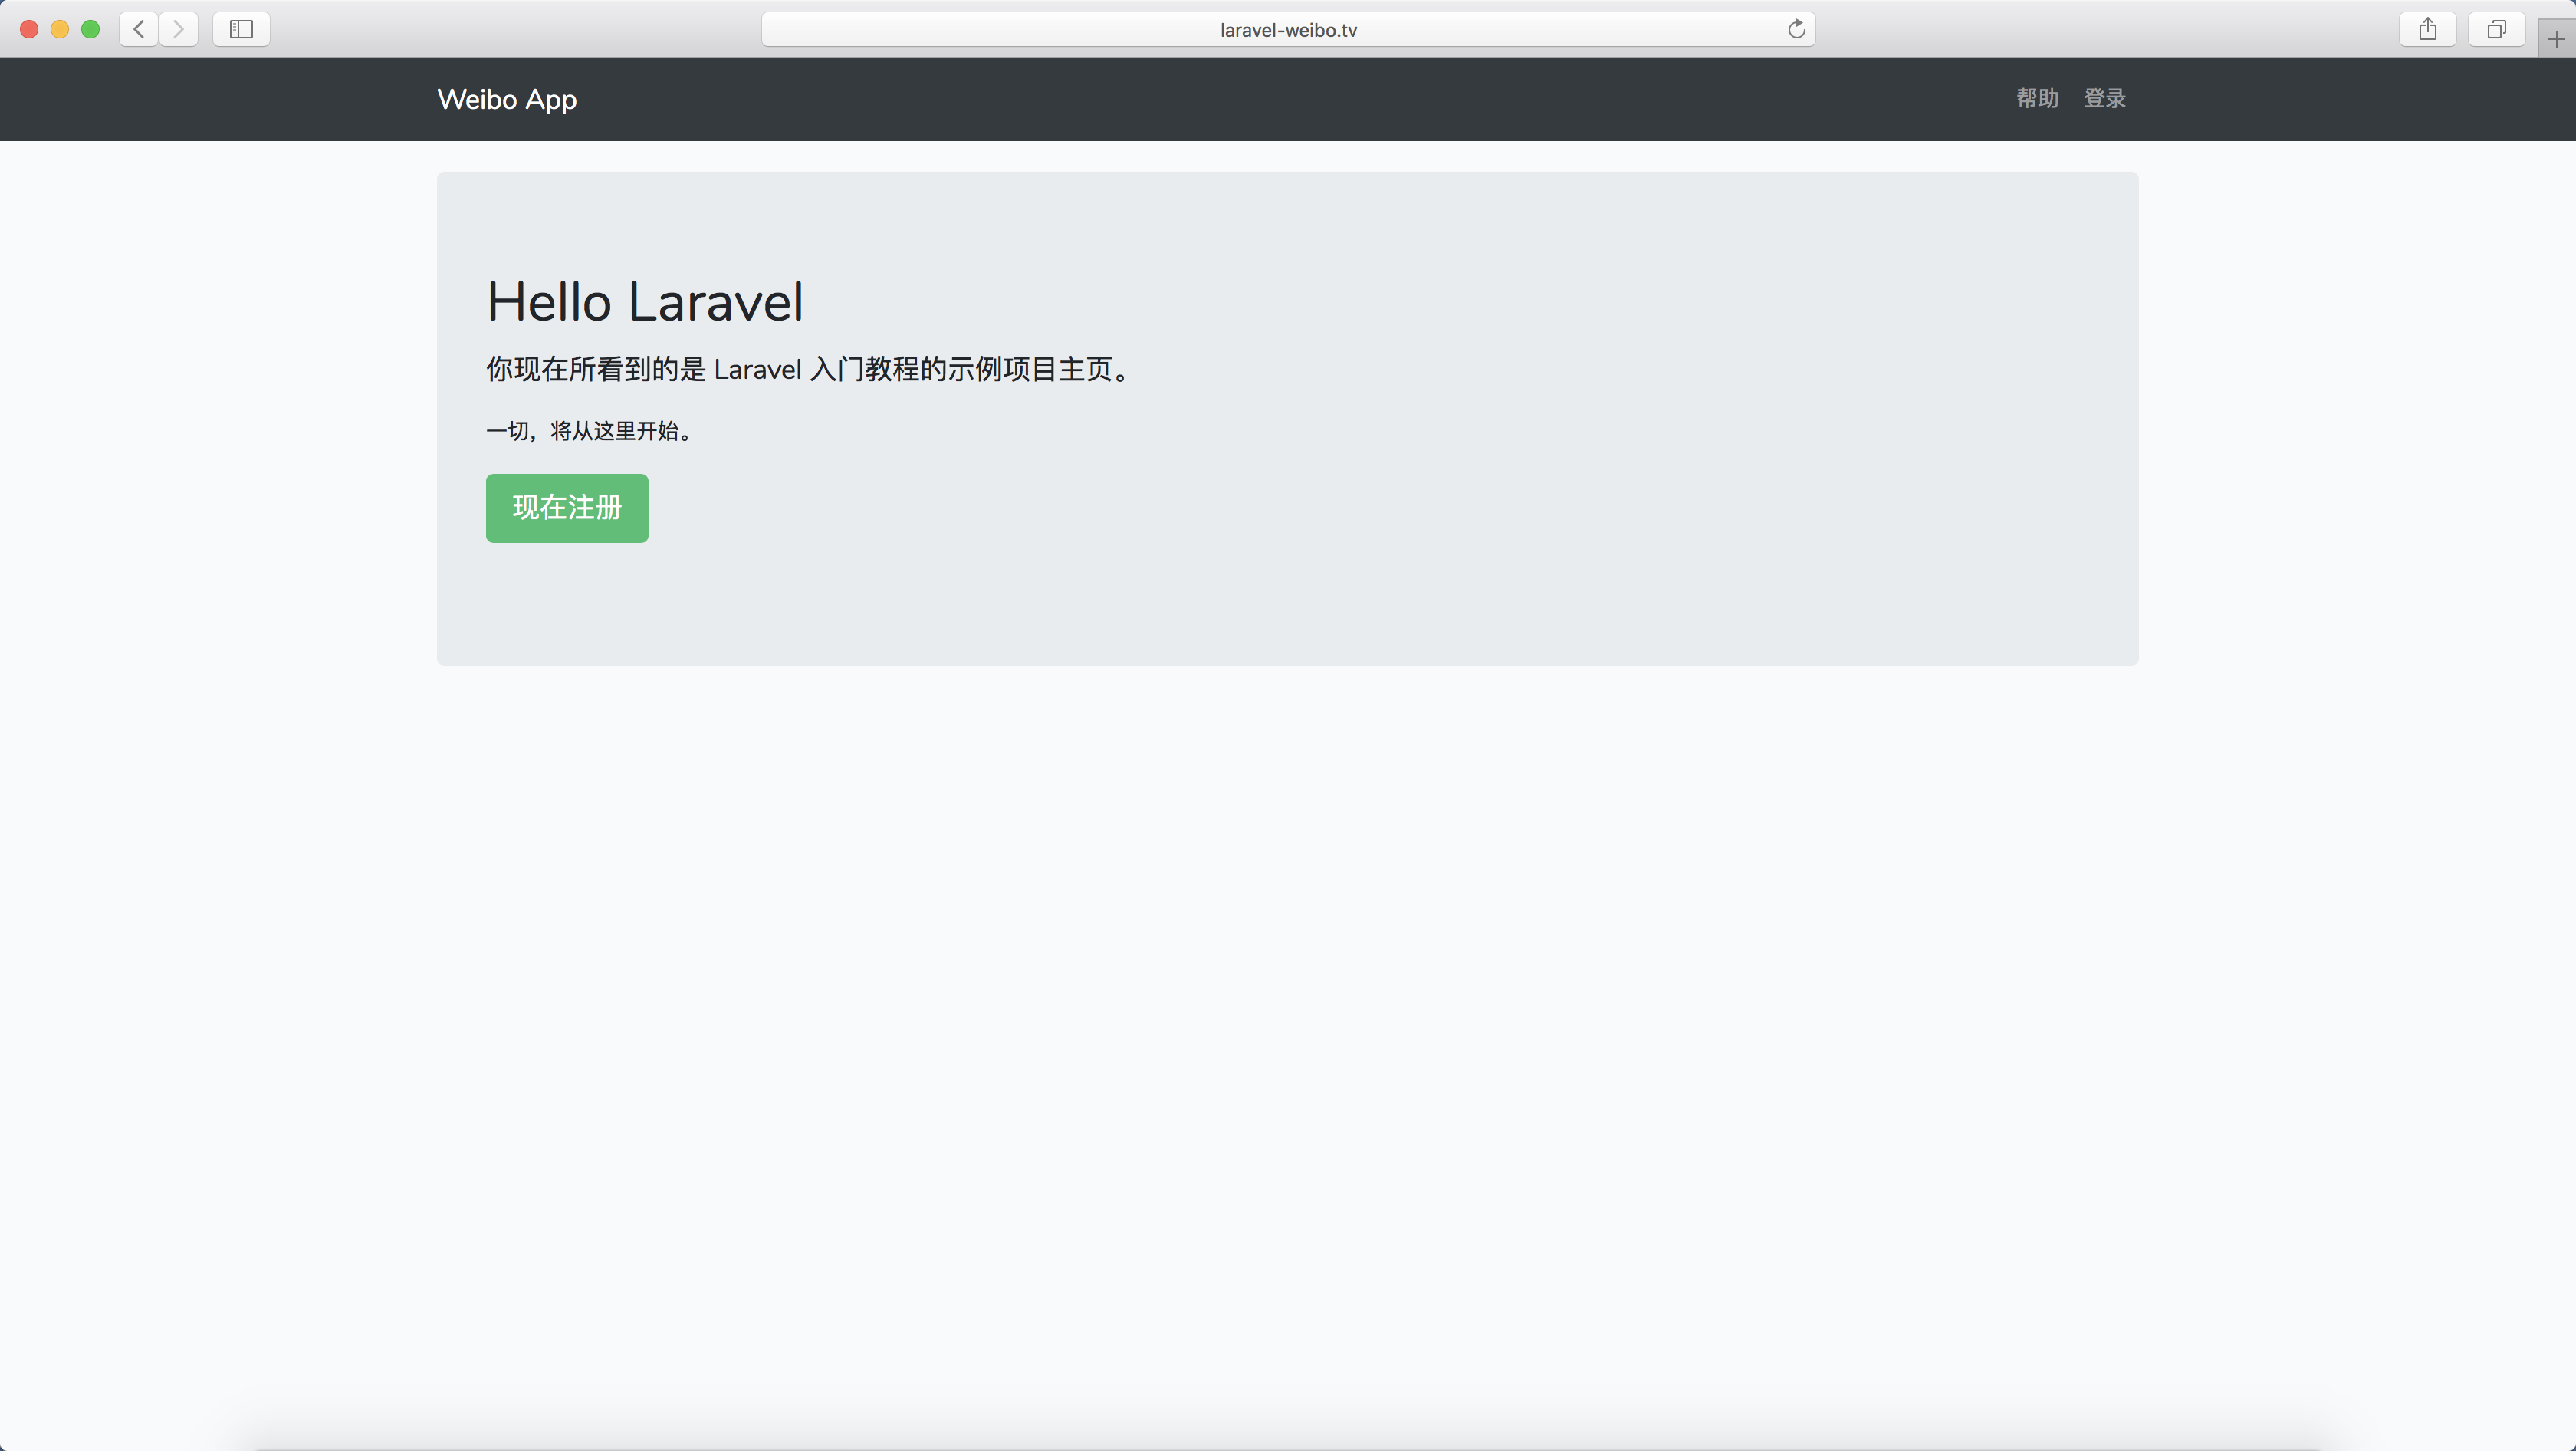 laravel-weibo.tv
Weibo App
帮助 登录
Hello Laravel
你现在所看到的是 Laravel 入门教程的示例项目主页。
一切，将从这里开始。
现在注册